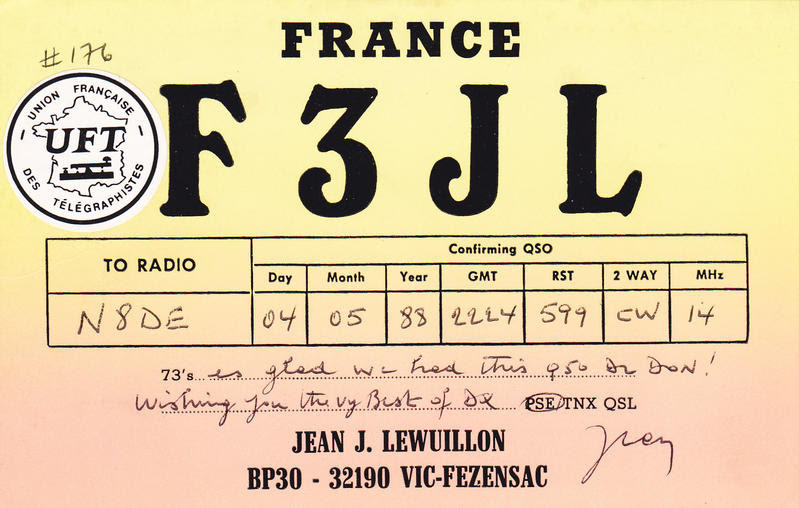 FRANCE
#176
F3JL
UNION FRANÇAISE
UFT
DES TÉLÉGRAPHISTES
Confirming QSO
TO RADIO Day Month Year GMT RST 2 WAY MHz
N8DE 04 05 88 2224 599 CW 14
73's es glad we had this QSO Dr DON!
Wishing you the vy Best of DX PSE/TNX QSL
JEAN J. LEWUILLON
BP30 - 32190 VIC-FEZENSAC
Jean